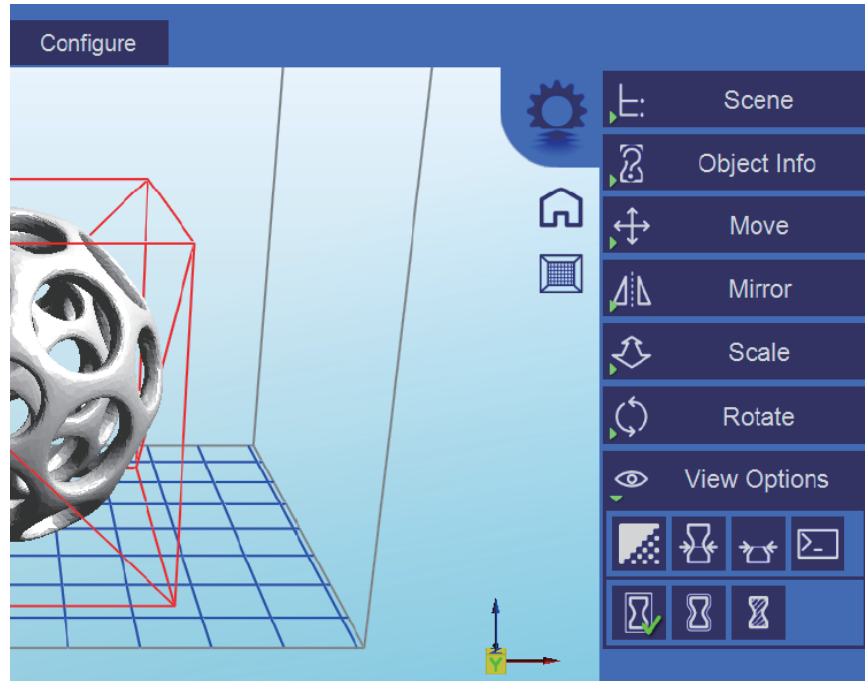 Configure
Scene
Object Info
Move
Mirror
Scale
Rotate
View Options
Y